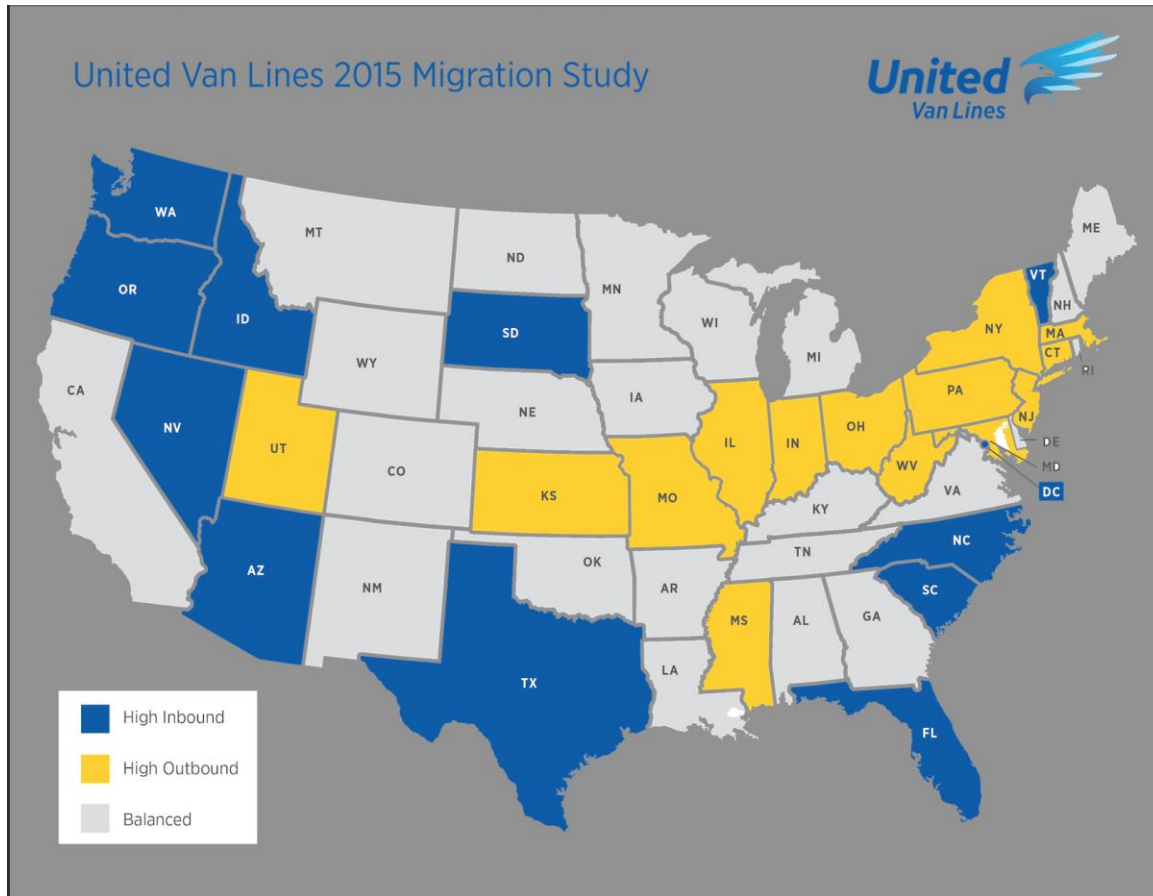 United Van Lines 2015 Migration Study
United
Van Lines
WA
MT
ND
MN
ME
VT
NH
OR
ID
SD
WI
NY
MA
CT
RI
WY
MI
CA
IA
PA
NJ
NV
NE
OH
UT
IL
IN
DE
CO
WV
MD
KS
MO
VA
DC
KY
NC
TN
AZ
OK
NM
AR
SC
MS
AL
GA
LA
TX
FL
High Inbound
High Outbound
Balanced